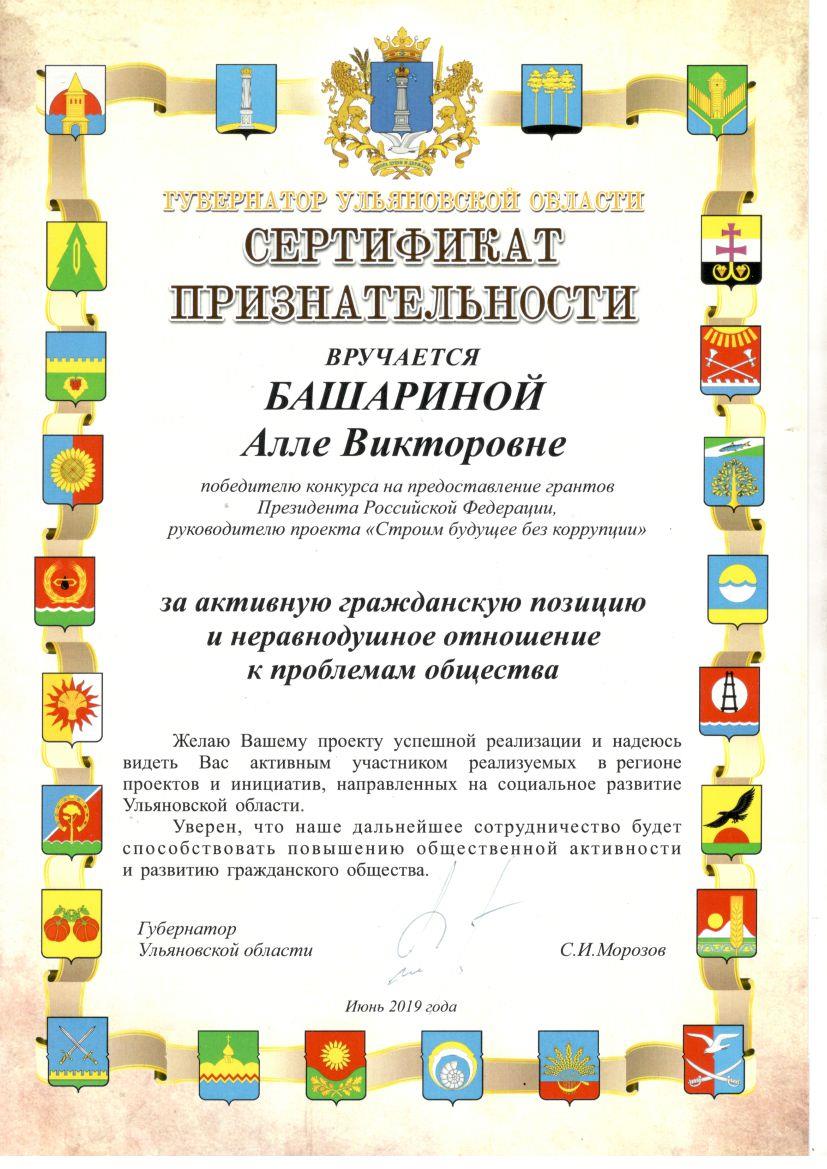 ГУБЕРНАТОР УЛЬЯНОВСКОЙ ОБЛАСТИ
СЕРТИФИКАТ
ПРИЗНАТЕЛЬНОСТИ
ВРУЧАЕТСЯ
БАШАРИНОЙ
Алле Викторовне
победителю конкурса на предоставление грантов
Президента Российской Федерации,
руководителю проекта «Строим будущее без коррупции»
за активную гражданскую позицию
и неравнодушное отношение
к проблемам общества
Желаю Вашему проекту успешной реализации и надеюсь
видеть Вас активным участником реализуемых в регионе
проектов и инициатив, направленных на социальное развитие
Ульяновской области.
Уверен, что наше дальнейшее сотрудничество будет
способствовать повышению общественной активности
и развитию гражданского общества.
Губернатор
Ульяновской области
С.И.Морозов
Июнь 2019 года